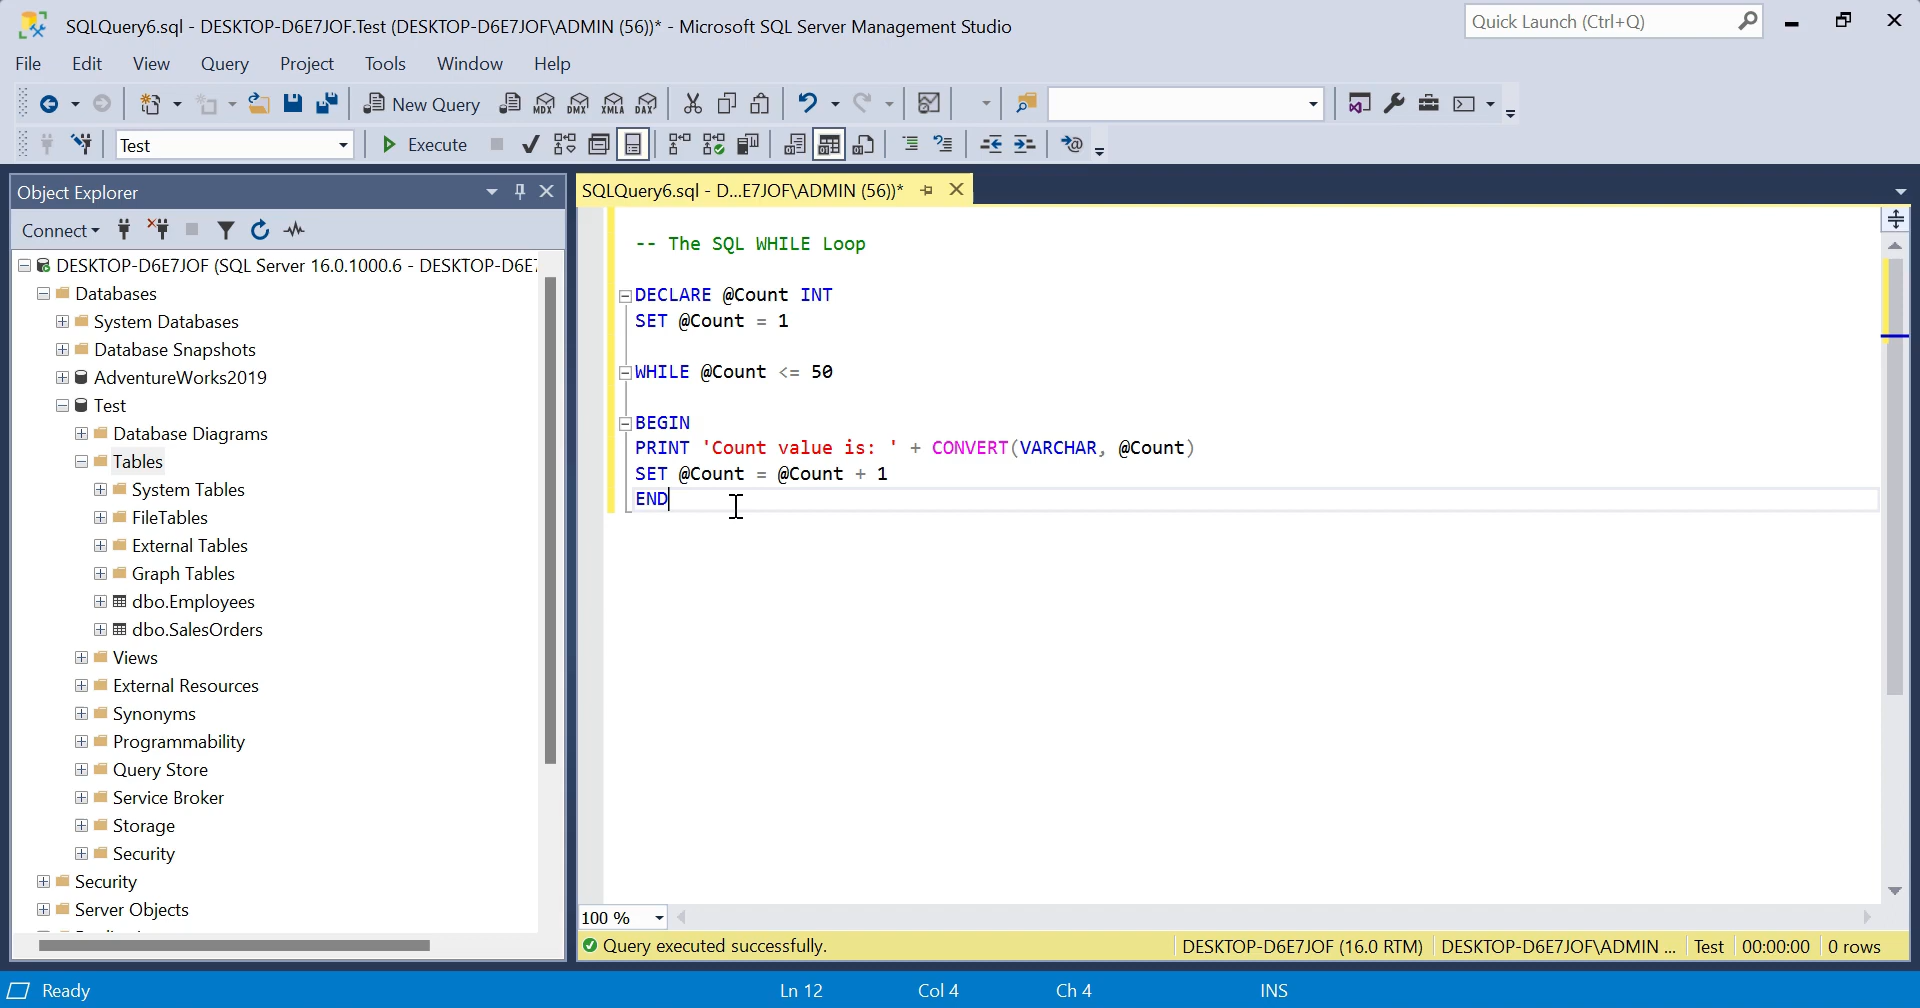 SQLQuery6.sql - DESKTOP-D6E7JOF.Test (DESKTOP-D6E7JOF\ADMIN (56))* - Microsoft SQL Server Management Studio
Quick Launch (Ctrl+Q)
File Edit View Query Project Tools Window Help
New Query MDX DMX XMLA DAX
Test Execute
Object Explorer
Connect
DESKTOP-D6E7JOF (SQL Server 16.0.1000.6 - DESKTOP-D6E7
Databases
System Databases
Database Snapshots
AdventureWorks2019
Test
Database Diagrams
Tables
System Tables
FileTables
External Tables
Graph Tables
dbo.Employees
dbo.SalesOrders
Views
External Resources
Synonyms
Programmability
Query Store
Service Broker
Storage
Security
Security
Server Objects
SQLQuery6.sql - D...E7JOF\ADMIN (56))*
-- The SQL WHILE Loop
DECLARE @Count INT
SET @Count = 1
WHILE @Count <= 50
BEGIN
PRINT 'Count value is: ' + CONVERT(VARCHAR, @Count)
SET @Count = @Count + 1
END
100 %
Query executed successfully. DESKTOP-D6E7JOF (16.0 RTM) DESKTOP-D6E7JOF\ADMIN ... Test 00:00:00 0 rows
Ready Ln 12 Col 4 Ch 4 INS